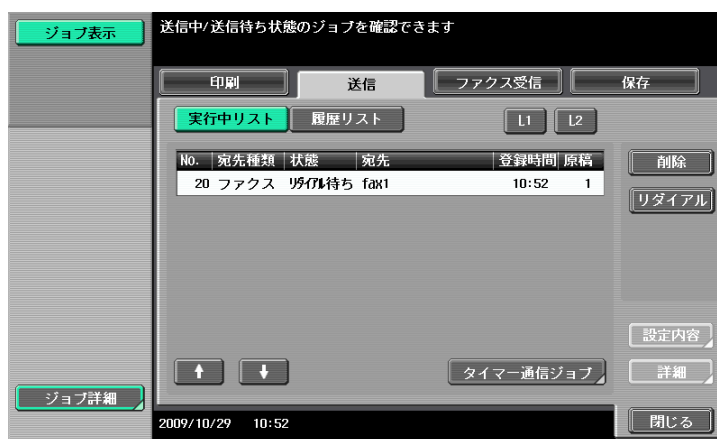 ジョブ表示
送信中/送信待ち状態のジョブを確認できます
印刷 送信 ファクス受信 保存
実行中リスト 履歴リスト L1 L2
No. 宛先種類 状態 宛先 登録時間 原稿
20 ファクス ﾘﾀﾞｲｱﾙ待ち fax1 10:52 1
削除
リダイアル
設定内容
タイマー通信ジョブ 詳細
ジョブ詳細
2009/10/29 10:52 閉じる